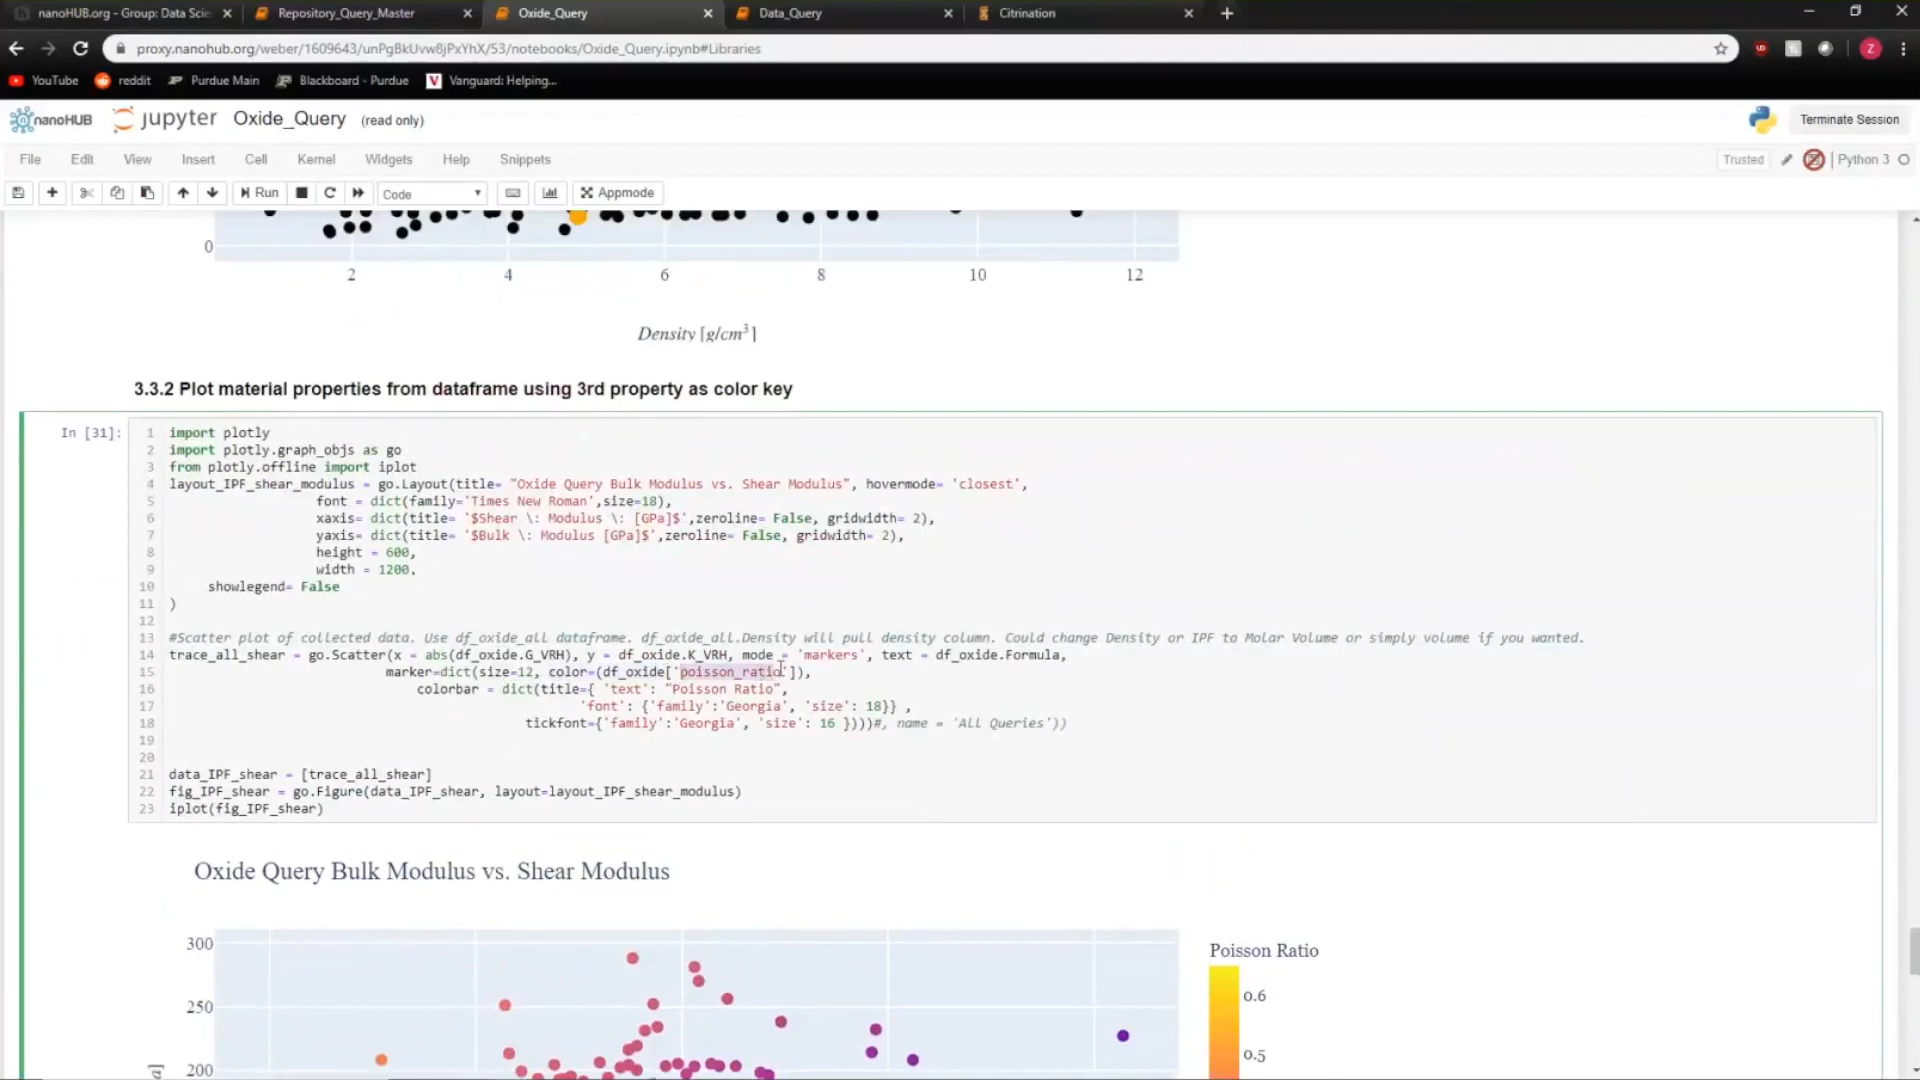 nanoHUB.org - Group: Data Scie
Repository_Query_Master
Oxide_Query
Data_Query
Citrination
proxy.nanohub.org/weber/1609643/unPgBkUvw8jPxYhX/53/notebooks/Oxide_Query.ipynb#Libraries
Z
YouTube
reddit
Purdue Main
Blackboard - Purdue
Vanguard: Helping...
nanoHUB
jupyter
Oxide_Query (read only)
Terminate Session
File Edit View Insert Cell Kernel Widgets Help Snippets
Trusted
Python 3
Run
Code
Appmode
0
2 4 6 8 10 12
Density [g/cm³]
3.3.2 Plot material properties from dataframe using 3rd property as color key
In [31]:
1 import plotly
2 import plotly.graph_objs as go
3 from plotly.offline import iplot
4 layout_IPF_shear_modulus = go.Layout(title= "Oxide Query Bulk Modulus vs. Shear Modulus", hovermode= 'closest',
5 font = dict(family='Times New Roman',size=18),
6 xaxis= dict(title= '$Shear \: Modulus \: [GPa]$',zeroline= False, gridwidth= 2),
7 yaxis= dict(title= '$Bulk \: Modulus [GPa]$',zeroline= False, gridwidth= 2),
8 height = 600,
9 width = 1200,
10 showlegend= False
11 )
12
13 #Scatter plot of collected data. Use df_oxide_all dataframe. df_oxide_all.Density will pull density column. Could change Density or IPF to Molar Volume or simply volume if you wanted.
14 trace_all_shear = go.Scatter(x = abs(df_oxide.G_VRH), y = df_oxide.K_VRH, mode = 'markers', text = df_oxide.Formula,
15 marker=dict(size=12, color=(df_oxide['poisson_ratio']),
16 colorbar = dict(title={ 'text': "Poisson Ratio",
17 'font': {'family':'Georgia', 'size': 18}} ,
18 tickfont={'family':'Georgia', 'size': 16 })))#, name = 'All Queries'))
19
20
21 data_IPF_shear = [trace_all_shear]
22 fig_IPF_shear = go.Figure(data_IPF_shear, layout=layout_IPF_shear_modulus)
23 iplot(fig_IPF_shear)
Oxide Query Bulk Modulus vs. Shear Modulus
300
250
200
Poisson Ratio
0.6
0.5